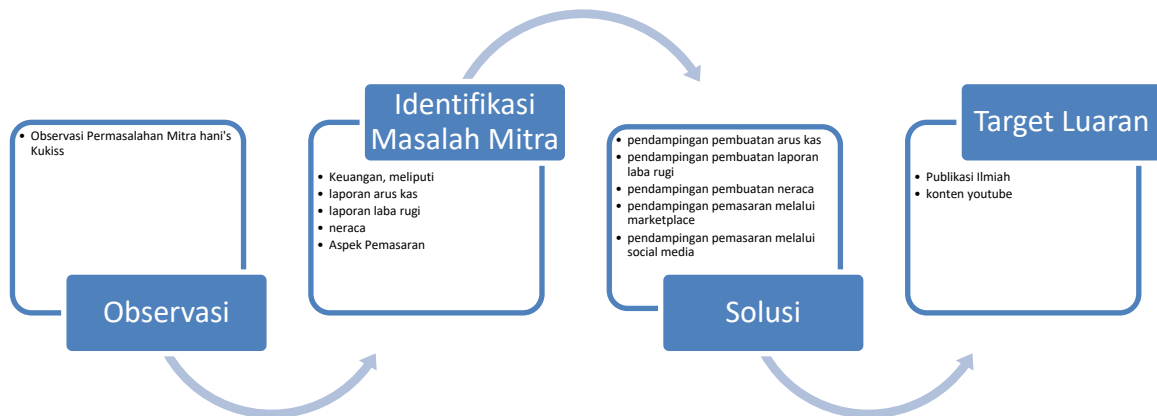 • Observasi Permasalahan Mitra hani's
Kukiss
Observasi
Identifikasi
Masalah Mitra
• Keuangan, meliputi
• laporan arus kas
• laporan laba rugi
• neraca
• Aspek Pemasaran
• pendampingan pembuatan arus kas
• pendampingan pembuatan laporan
laba rugi
• pendampingan pembuatan neraca
• pendampingan pemasaran melalui
marketplace
• pendampingan pemasaran melalui
social media
Solusi
Target Luaran
• Publikasi Ilmiah
• konten youtube